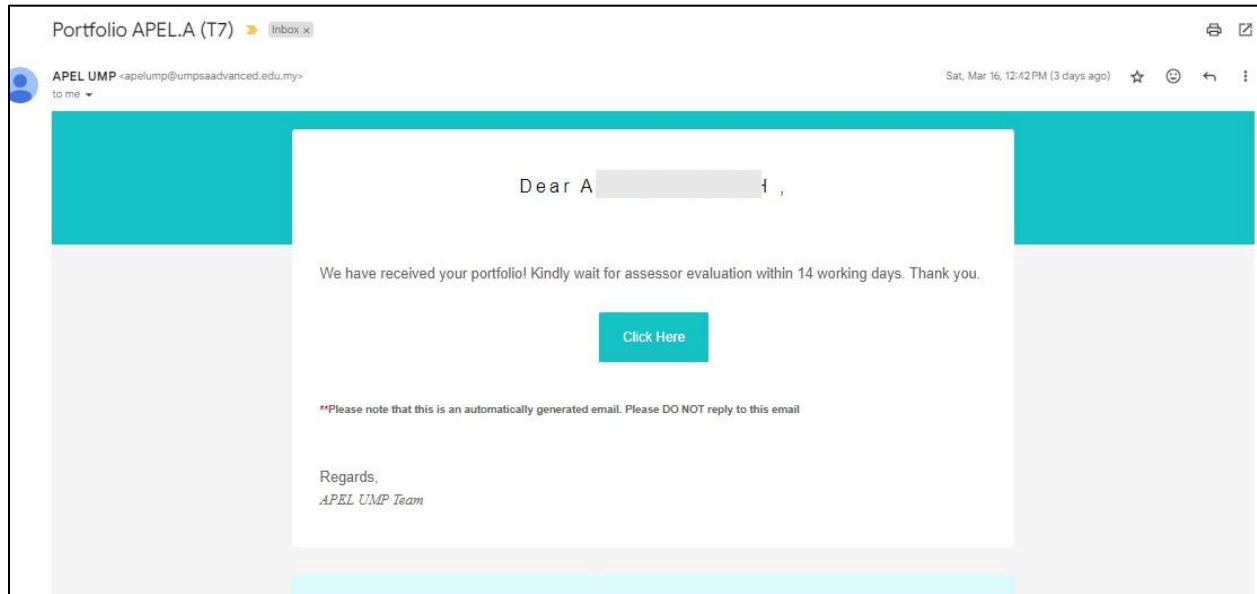 Portfolio APEL.A (T7) Inbox x
APEL UMP <apelump@umpsaadvanced.edu.my> Sat, Mar 16, 12:42 PM (3 days ago)
to me
Dear A H ,
We have received your portfolio! Kindly wait for assessor evaluation within 14 working days. Thank you.
Click Here
**Please note that this is an automatically generated email. Please DO NOT reply to this email
Regards,
APEL UMP Team